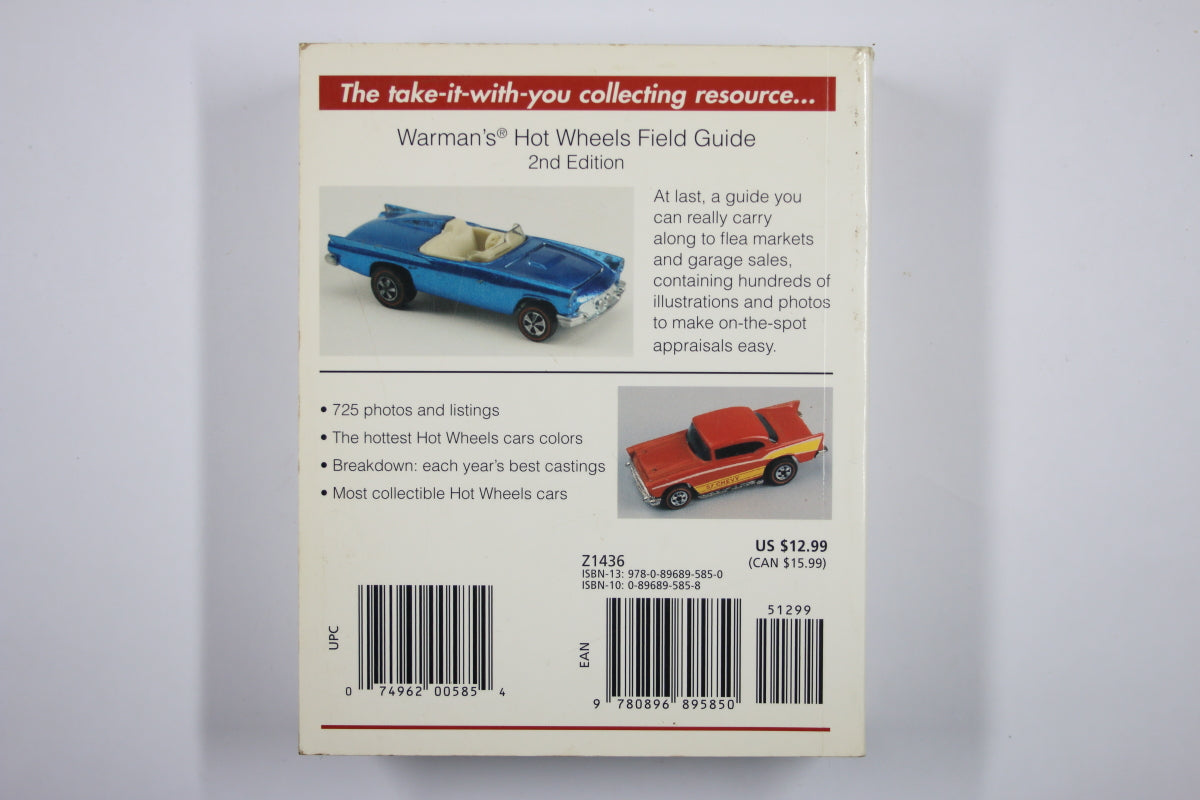 The take-it-with-you collecting resource...
Warman's® Hot Wheels Field Guide
2nd Edition
At last, a guide you
can really carry
along to flea markets
and garage sales,
containing hundreds of
illustrations and photos
to make on-the-spot
appraisals easy.
• 725 photos and listings
• The hottest Hot Wheels cars colors
• Breakdown: each year's best castings
• Most collectible Hot Wheels cars
57 CHEVY
US $12.99
(CAN $15.99)
Z1436
ISBN-13: 978-0-89689-585-0
ISBN-10: 0-89689-585-8
UPC
0 74962 00585 4
EAN
9 780896 895850
51299